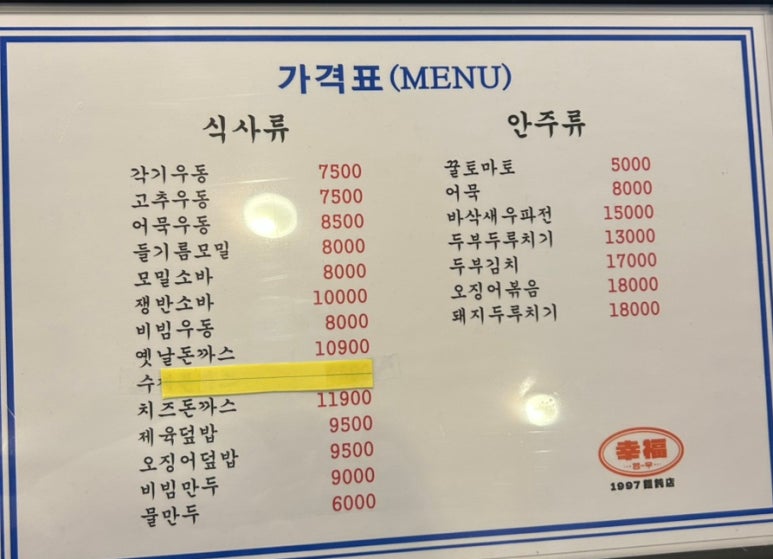 가격표(MENU)
식사류
각기우동 7500
고추우동 7500
어묵우동 8500
들기름모밀 8000
모밀소바 8000
쟁반소바 10000
비빔우동 8000
옛날돈까스 10900
치즈돈까스 11900
제육덮밥 9500
오징어덮밥 9500
비빔만두 9000
물만두 6000
안주류
꿀토마토 5000
어묵 8000
바삭새우파전 15000
두부두루치기 13000
두부김치 17000
오징어볶음 18000
돼지두루치기 18000
幸福
1997